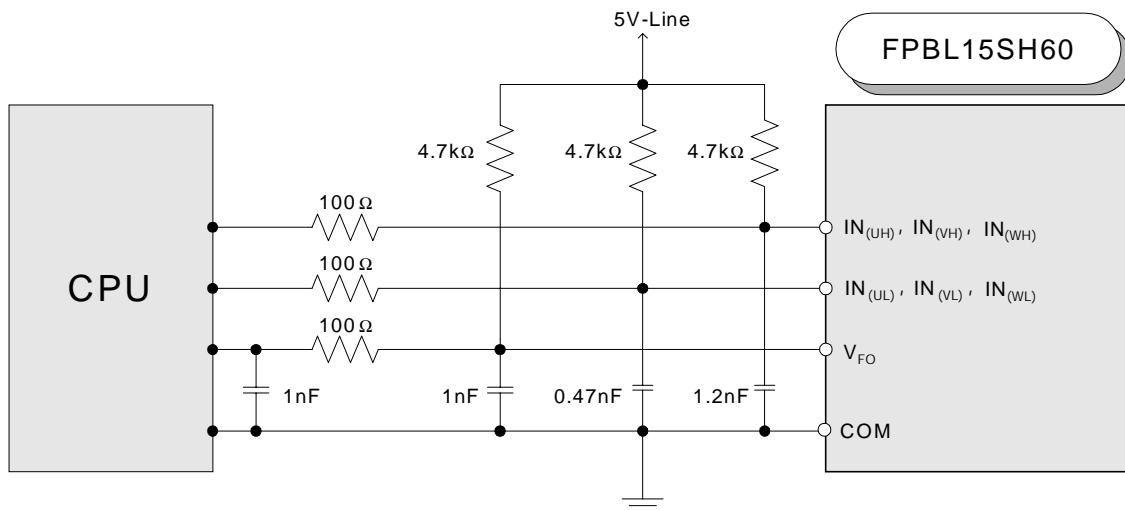 5V-Line
FPBL15SH60
4.7kΩ 4.7kΩ 4.7kΩ
100Ω
IN(UH), IN(VH), IN(WH)
CPU
100Ω
IN(UL), IN(VL), IN(WL)
100Ω
VFO
1nF 1nF 0.47nF 1.2nF
COM